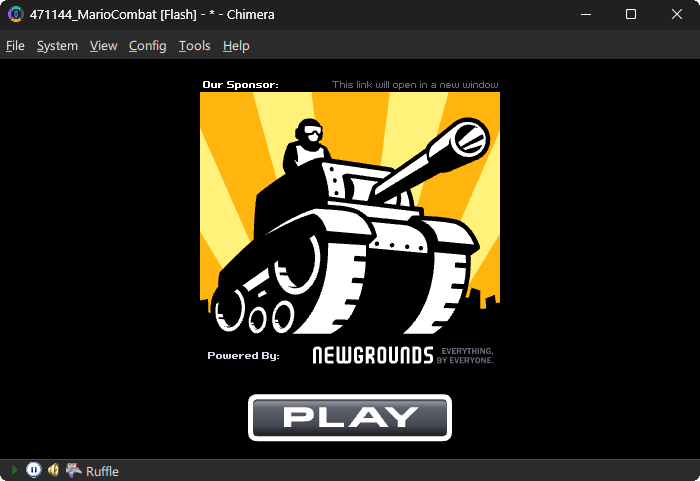 471144_MarioCombat [Flash] - * - Chimera
File System View Config Tools Help
Our Sponsor: This link will open in a new window
Powered By: NEWGROUNDS EVERYTHING.
BY EVERYONE.
PLAY
Ruffle